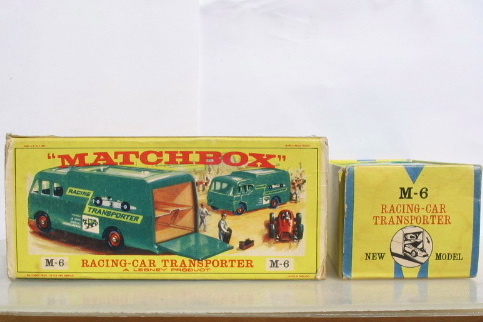 "MATCHBOX"
RACING
TRANSPORTER
M-6 RACING-CAR TRANSPORTER M-6
A LESNEY PRODUCT
M-6
RACING-CAR
TRANSPORTER
NEW MODEL